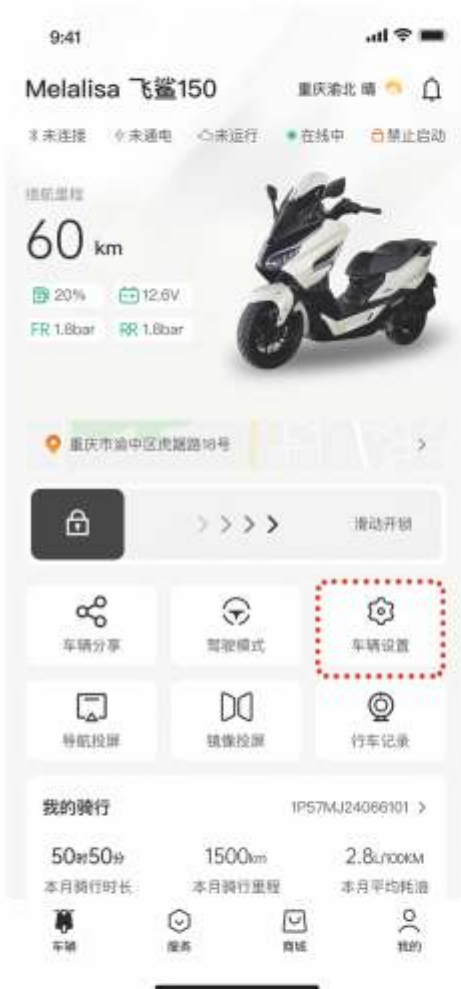 9:41
Melalisa 飞鲨150 重庆渝北 晴
未连接 未通电 未运行 在线中 禁止启动
续航里程
60 km
20% 12.6V
FR 1.8bar RR 1.8bar
重庆市渝中区虎踞路18号
滑动开锁
车辆分享 驾驶模式 车辆设置
导航投屏 镜像投屏 行车记录
我的骑行 1P57MJ24066101
50时50分 1500km 2.8L/100KM
本月骑行时长 本月骑行里程 本月平均耗油
车辆 服务 商城 我的